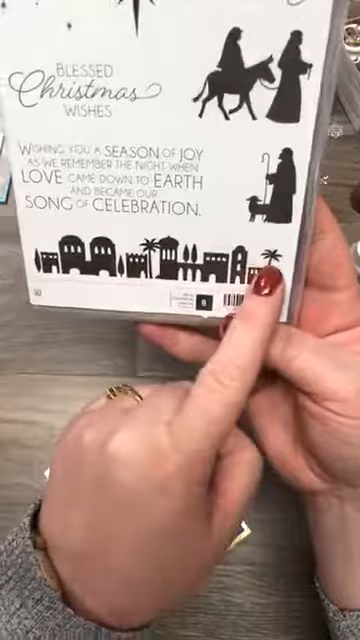 BLESSED
Christmas
WISHES
WISHING YOU A SEASON OF JOY
AS WE REMEMBER THE NIGHT WHEN
LOVE CAME DOWN TO EARTH
AND BECAME OUR
SONG OF CELEBRATION.
8